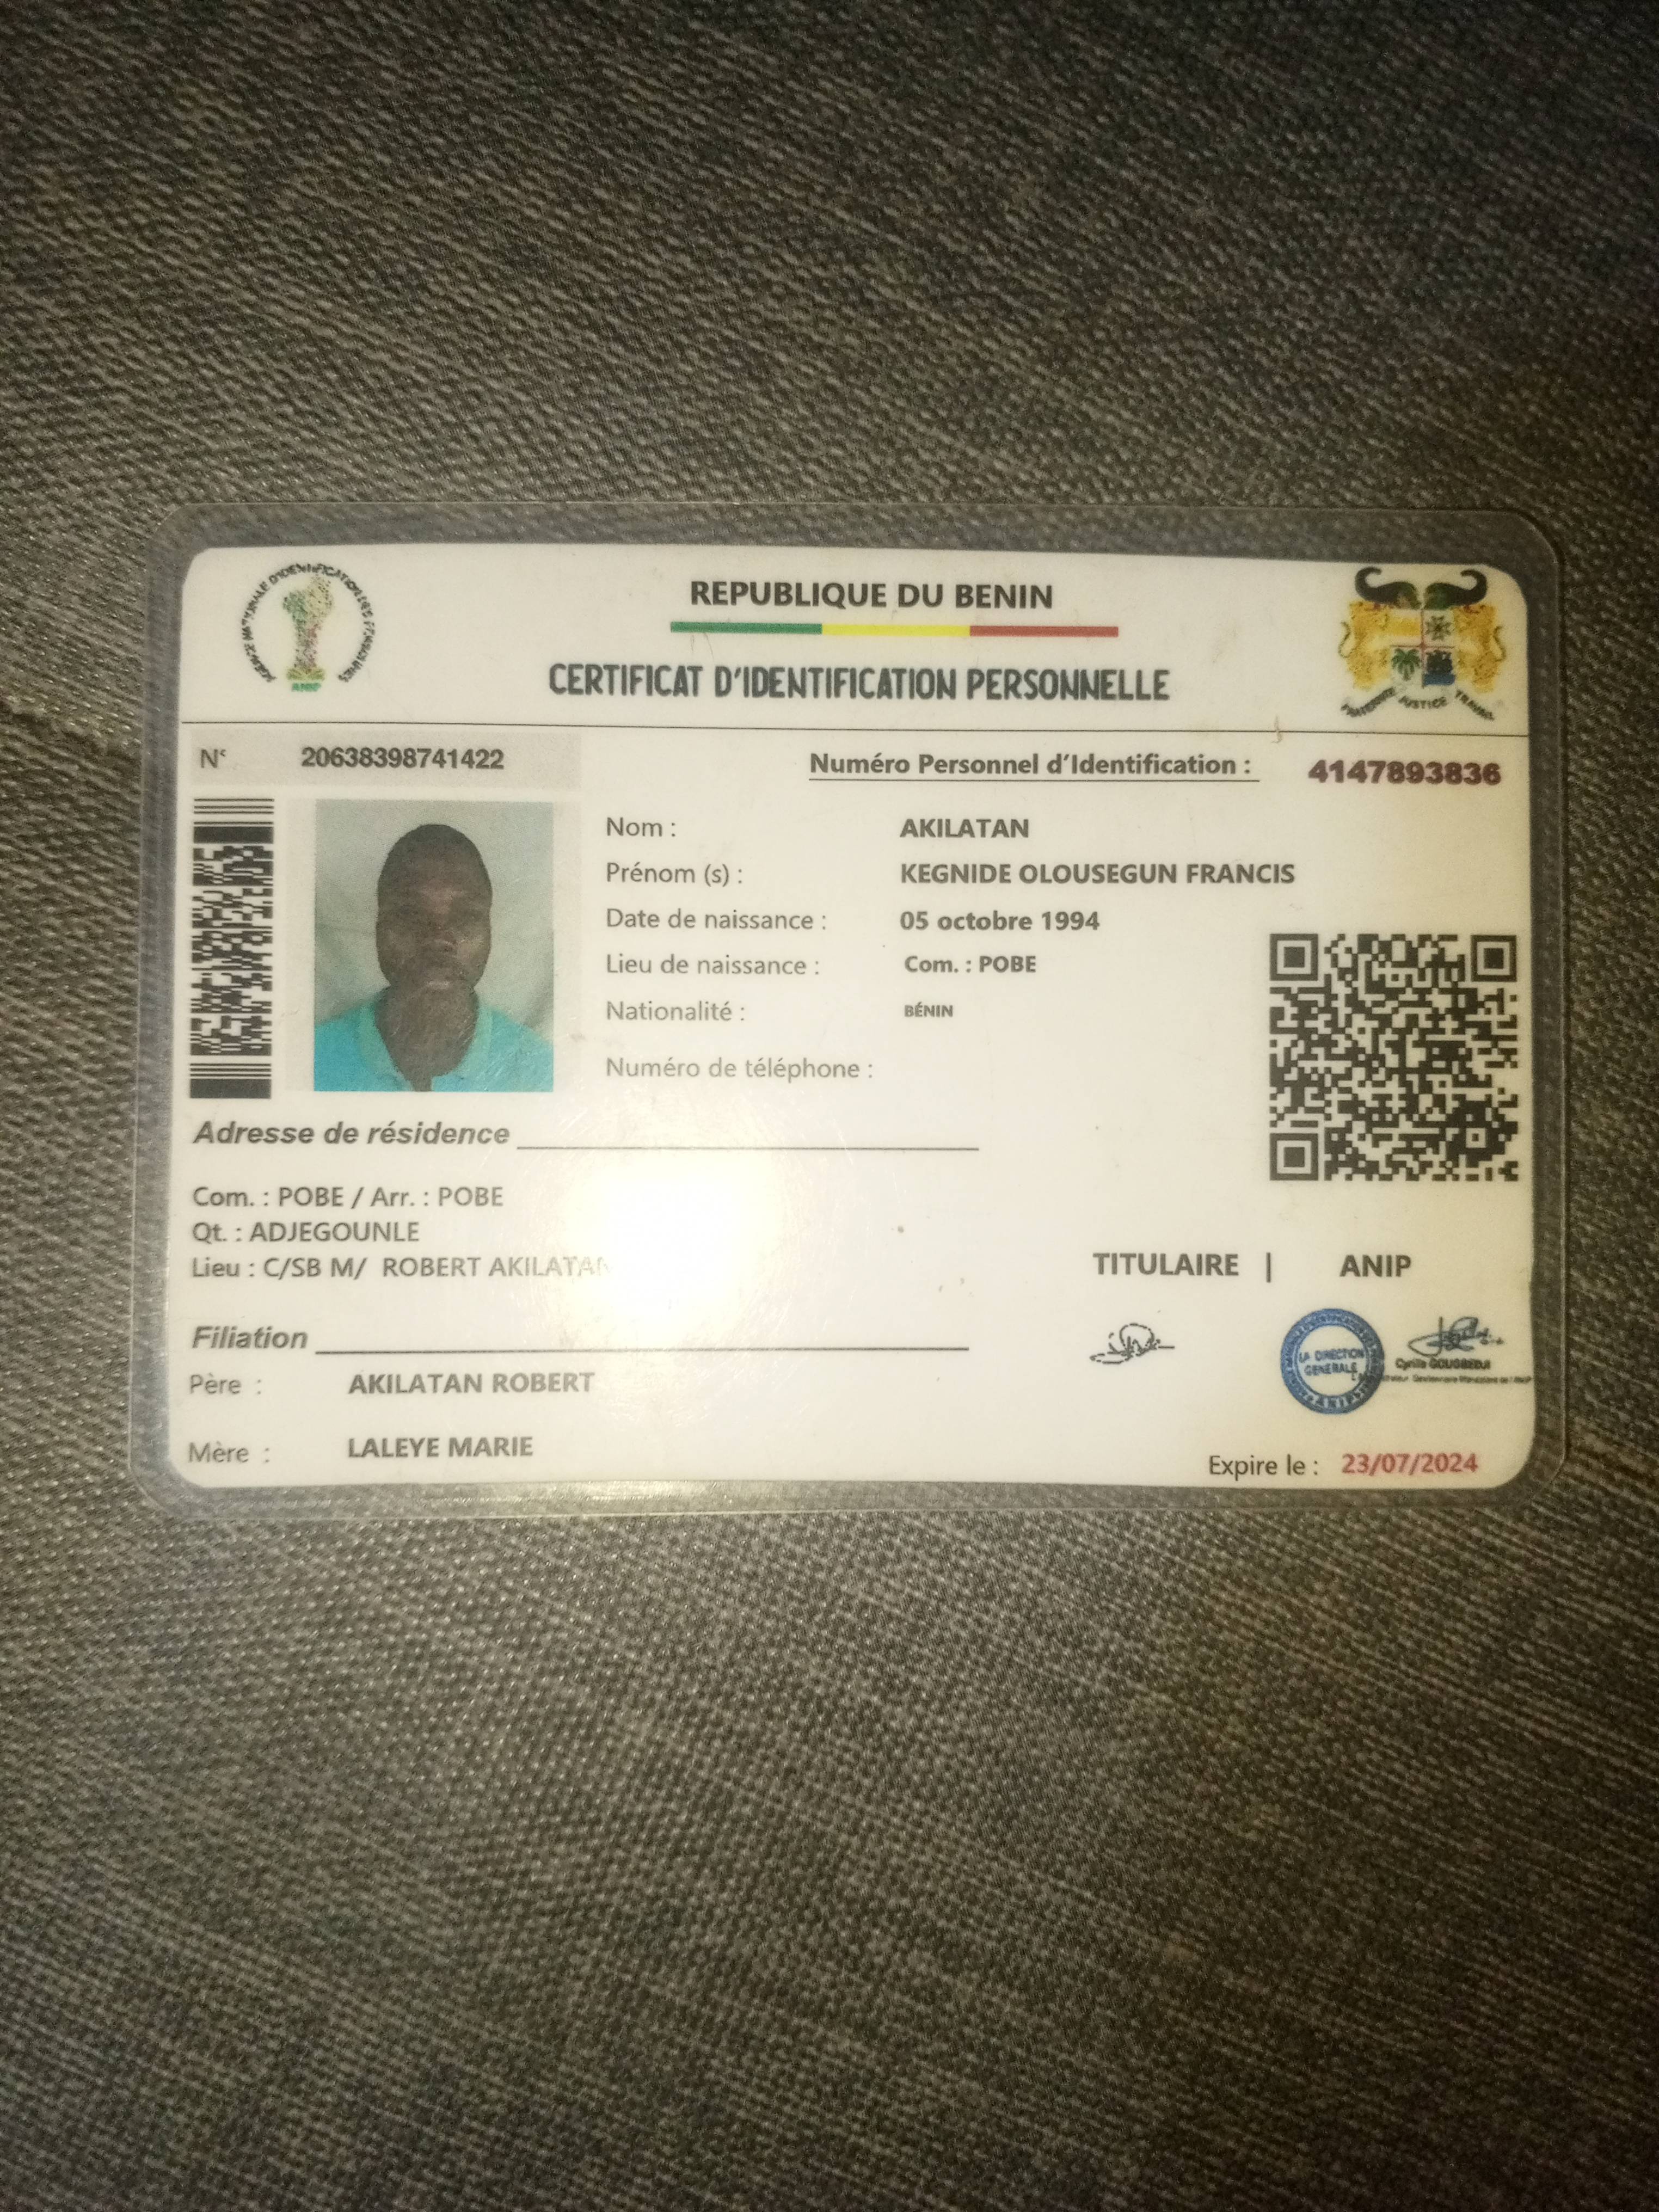 AGENCE NATIONALE D'IDENTIFICATION DES PERSONNES
ANIP
REPUBLIQUE DU BENIN
CERTIFICAT D'IDENTIFICATION PERSONNELLE
FRATERNITE JUSTICE TRAVAIL
N° 20638398741422
Numéro Personnel d'Identification : 4147893836
Nom : AKILATAN
Prénom (s) : KEGNIDE OLOUSEGUN FRANCIS
Date de naissance : 05 octobre 1994
Lieu de naissance : Com. : POBE
Nationalité : BÉNIN
Numéro de téléphone :
Adresse de résidence
Com. : POBE / Arr. : POBE
Qt. : ADJEGOUNLE
Lieu : C/SB M/ ROBERT AKILATAN
TITULAIRE | ANIP
LA DIRECTION
GENERALE
ANIP
Cyrille GOUGBEDJI
Filiation
Père : AKILATAN ROBERT
Mère : LALEYE MARIE
Expire le : 23/07/2024